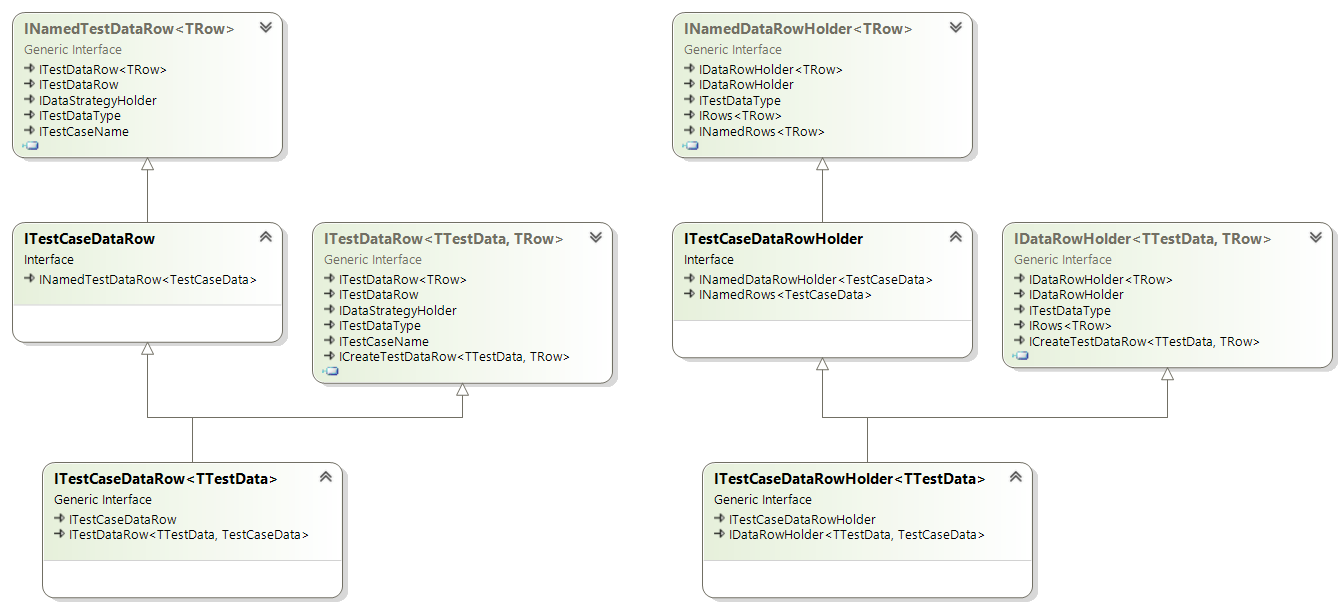 INamedTestDataRow<TRow>
Generic Interface
ITestDataRow<TRow>
ITestDataRow
IDataStrategyHolder
ITestDataType
ITestCaseName
INamedDataRowHolder<TRow>
Generic Interface
IDataRowHolder<TRow>
IDataRowHolder
ITestDataType
IRows<TRow>
INamedRows<TRow>
ITestCaseDataRow
Interface
INamedTestDataRow<TestCaseData>
ITestDataRow<TTestData, TRow>
Generic Interface
ITestDataRow<TRow>
ITestDataRow
IDataStrategyHolder
ITestDataType
ITestCaseName
ICreateTestDataRow<TTestData, TRow>
ITestCaseDataRowHolder
Interface
INamedDataRowHolder<TestCaseData>
INamedRows<TestCaseData>
IDataRowHolder<TTestData, TRow>
Generic Interface
IDataRowHolder<TRow>
IDataRowHolder
ITestDataType
IRows<TRow>
ICreateTestDataRow<TTestData, TRow>
ITestCaseDataRow<TTestData>
Generic Interface
ITestCaseDataRow
ITestDataRow<TTestData, TestCaseData>
ITestCaseDataRowHolder<TTestData>
Generic Interface
ITestCaseDataRowHolder
IDataRowHolder<TTestData, TestCaseData>